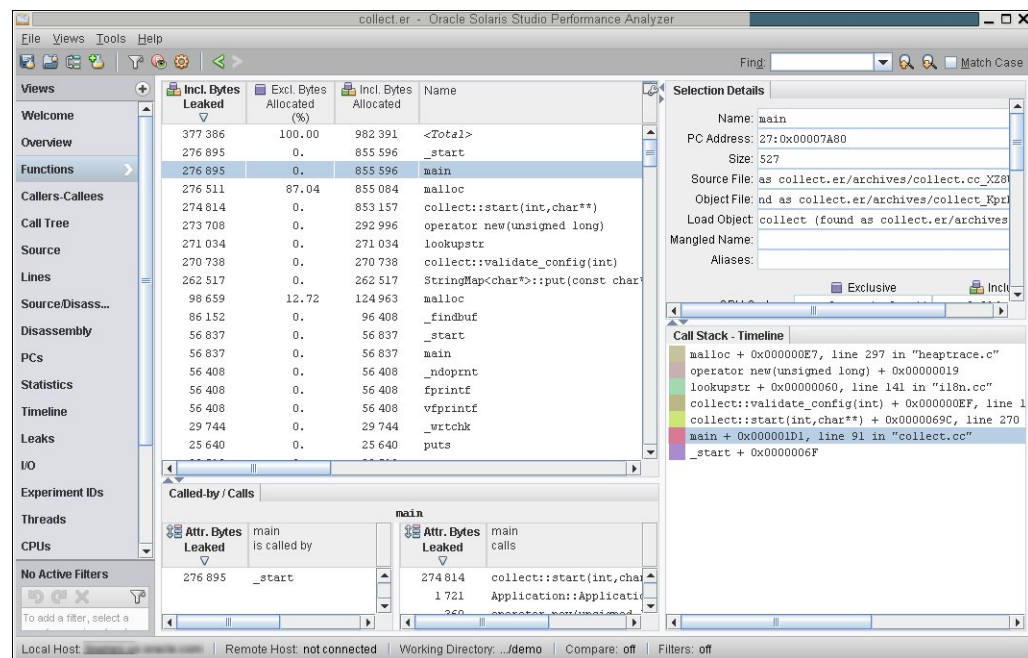 collect.er - Oracle Solaris Studio Performance Analyzer
File Views Tools Help
Find: Match Case
Views
Welcome
Overview
Functions
Callers-Callees
Call Tree
Source
Lines
Source/Disass...
Disassembly
PCs
Statistics
Timeline
Leaks
I/O
Experiment IDs
Threads
CPUs
No Active Filters
To add a filter, select a
Incl. Bytes Leaked Excl. Bytes Allocated (%) Incl. Bytes Allocated Name
377 386 100.00 982 391 <Total>
276 895 0. 855 596 _start
276 895 0. 855 596 main
276 511 87.04 855 084 malloc
274 814 0. 853 157 collect::start(int,char**)
273 708 0. 292 996 operator new(unsigned long)
271 034 0. 271 034 lookupstr
270 738 0. 270 738 collect::validate_config(int)
262 517 0. 262 517 StringMap<char*>::put(const char*
98 659 12.72 124 963 malloc
86 152 0. 96 408 _findbuf
56 837 0. 56 837 _start
56 837 0. 56 837 main
56 408 0. 56 408 _ndoprnt
56 408 0. 56 408 fprintf
56 408 0. 56 408 vfprintf
29 744 0. 29 744 _wrtchk
25 640 0. 25 640 puts
Called-by / Calls
main
Attr. Bytes Leaked main is called by
276 895 _start
Attr. Bytes Leaked main calls
274 814 collect::start(int,char
1 721 Application::Applicatio
Selection Details
Name: main
PC Address: 27:0x00007A80
Size: 527
Source File: as collect.er/archives/collect.cc_XZ8
Object File: nd as collect.er/archives/collect_Kpr
Load Object: collect (found as collect.er/archives
Mangled Name:
Aliases:
Exclusive Inclu
Call Stack - Timeline
malloc + 0x000000E7, line 297 in "heaptrace.c"
operator new(unsigned long) + 0x00000019
lookupstr + 0x00000060, line 141 in "i18n.cc"
collect::validate_config(int) + 0x000000EF, line 1
collect::start(int,char**) + 0x0000069C, line 270
main + 0x000001D1, line 91 in "collect.cc"
_start + 0x0000006F
Local Host: Remote Host: not connected Working Directory: .../demo Compare: off Filters: off